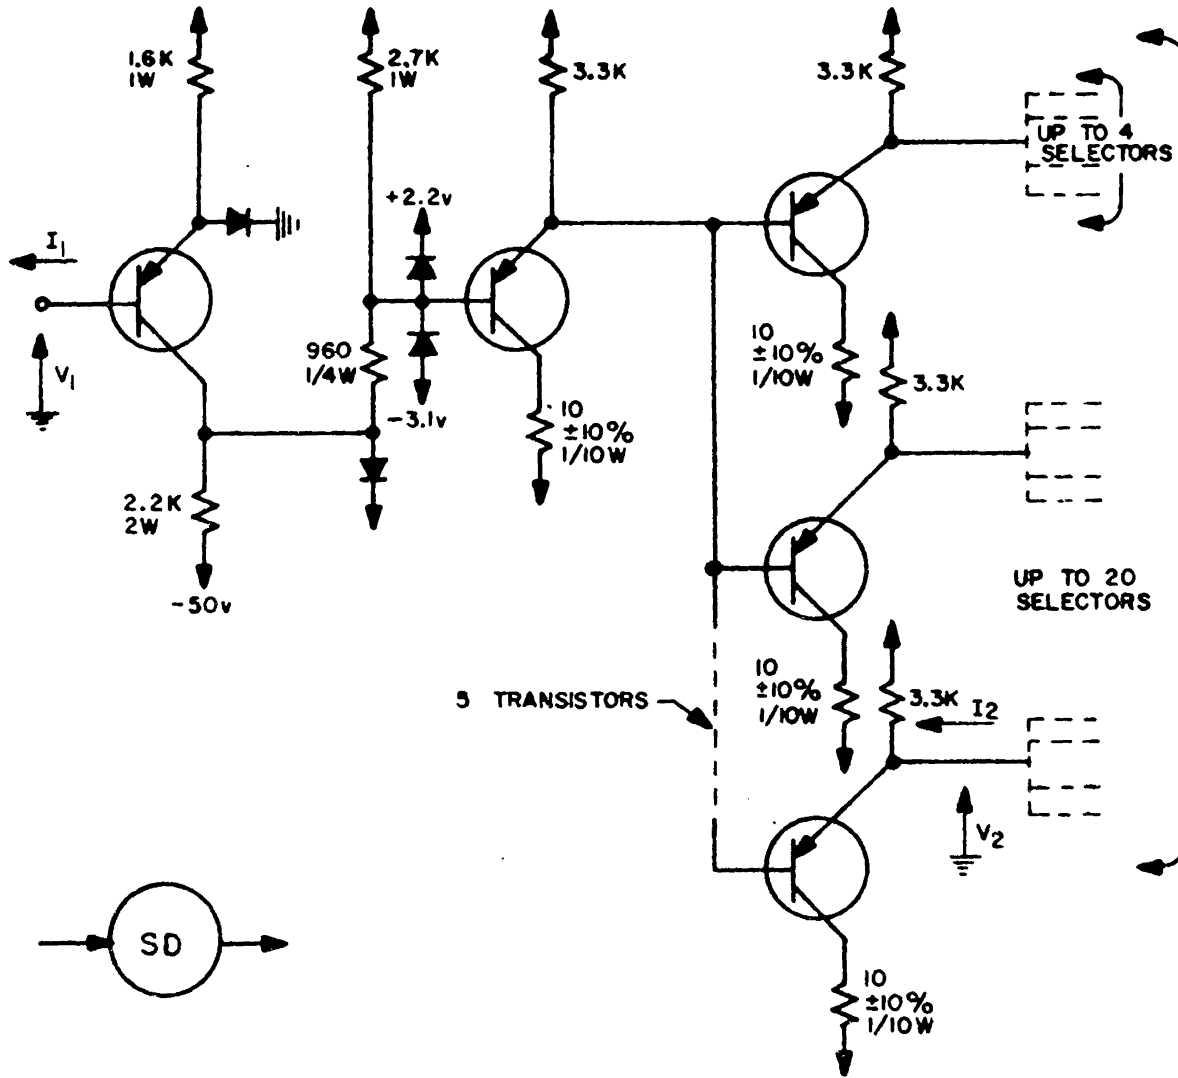 1.6K
1W
2.7K
1W
3.3K
3.3K
UP TO 4
SELECTORS
+2.2v
I1
V1
960
1/4W
-3.1v
10
±10%
1/10W
10
±10%
1/10W
3.3K
2.2K
2W
-50v
UP TO 20
SELECTORS
5 TRANSISTORS
10
±10%
1/10W
3.3K
I2
V2
SD
10
±10%
1/10W